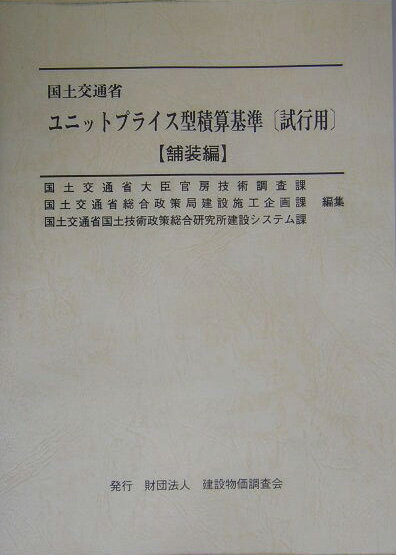 国土交通省
ユニットプライス型積算基準〔試行用〕
【舗装編】
国土交通省大臣官房技術調査課
国土交通省総合政策局建設施工企画課 編集
国土交通省国土技術政策総合研究所建設システム課
発行 財団法人 建設物価調査会